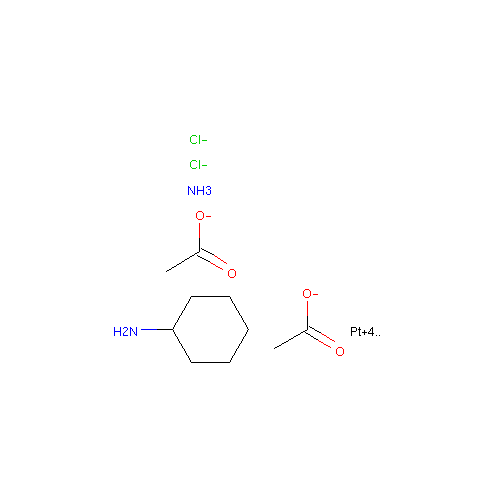 Cl-
Cl-
NH3
O-
O
O-
H2N
Pt+4..
O